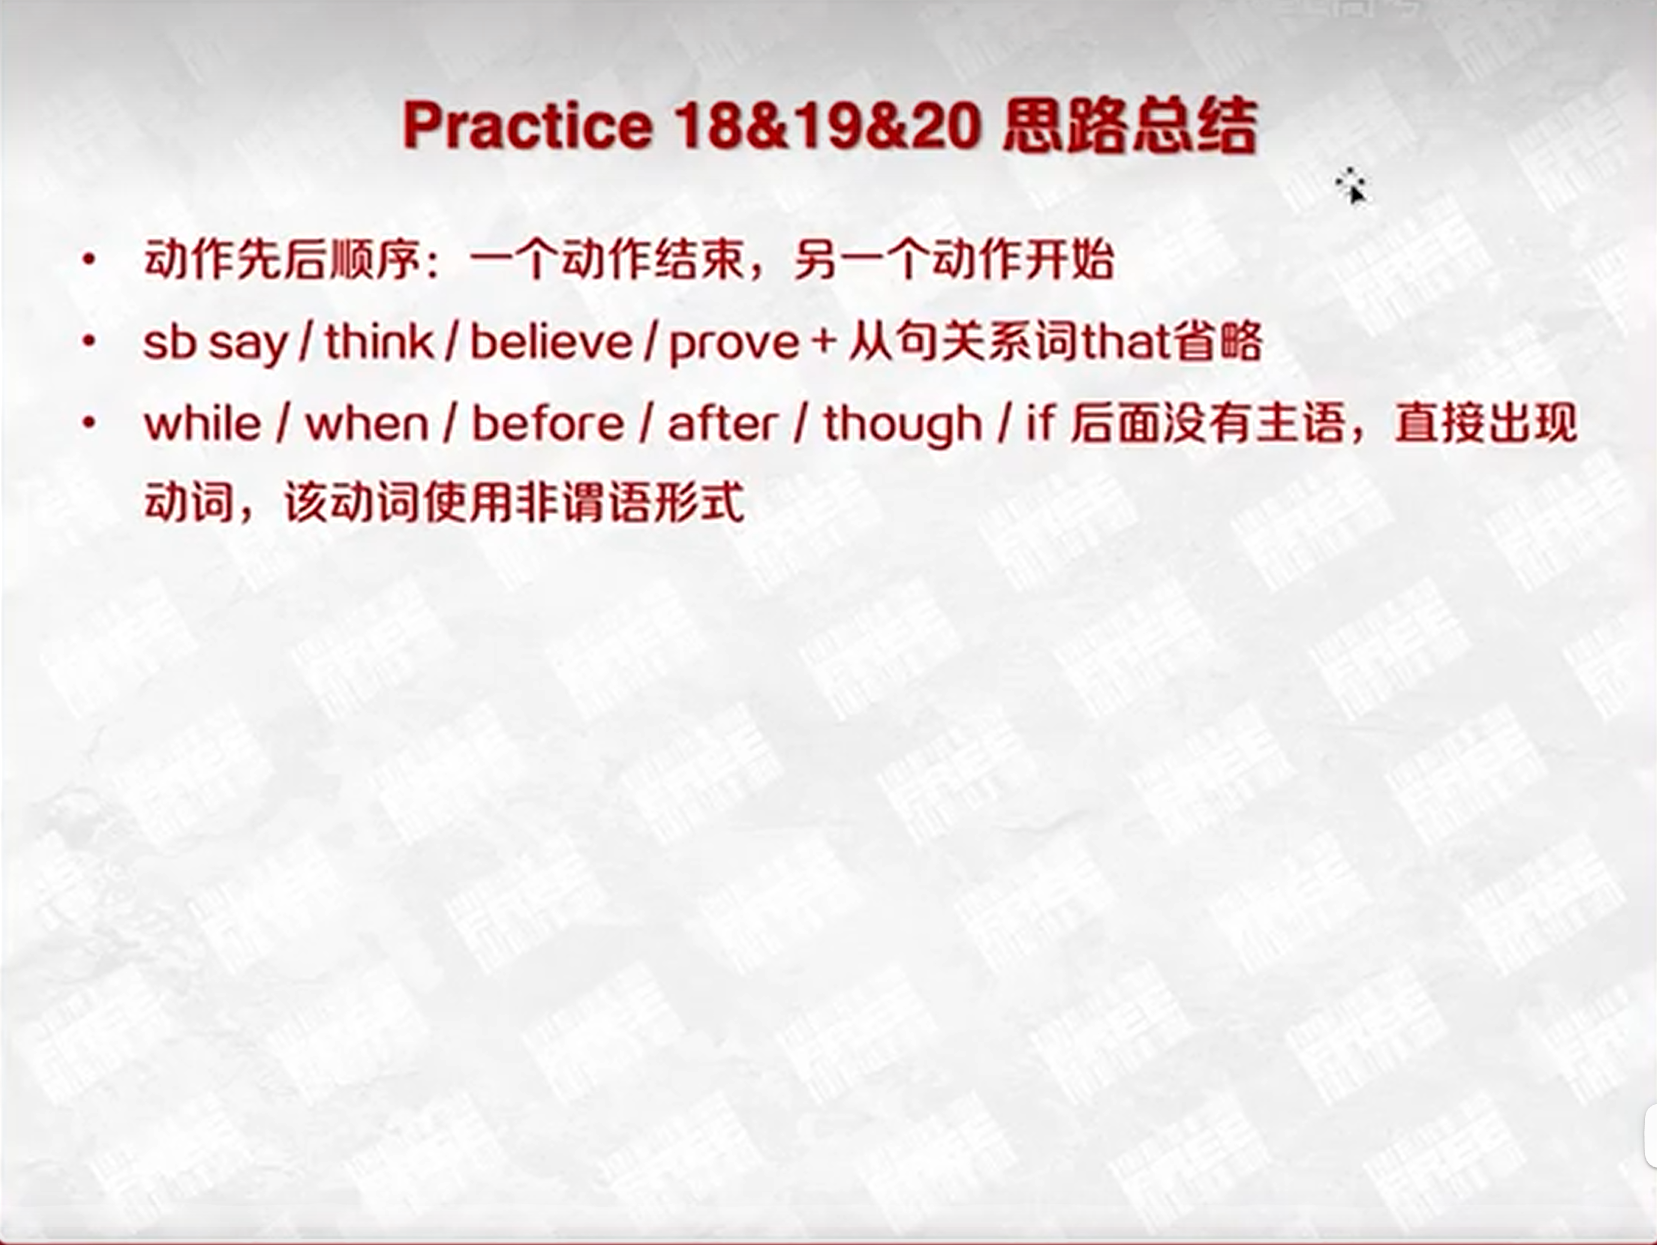 Practice 18&19&20 思路总结
• 动作先后顺序：一个动作结束，另一个动作开始
• sb say / think / believe / prove + 从句关系词that省略
• while / when / before / after / though / if 后面没有主语，直接出现
动词，该动词使用非谓语形式